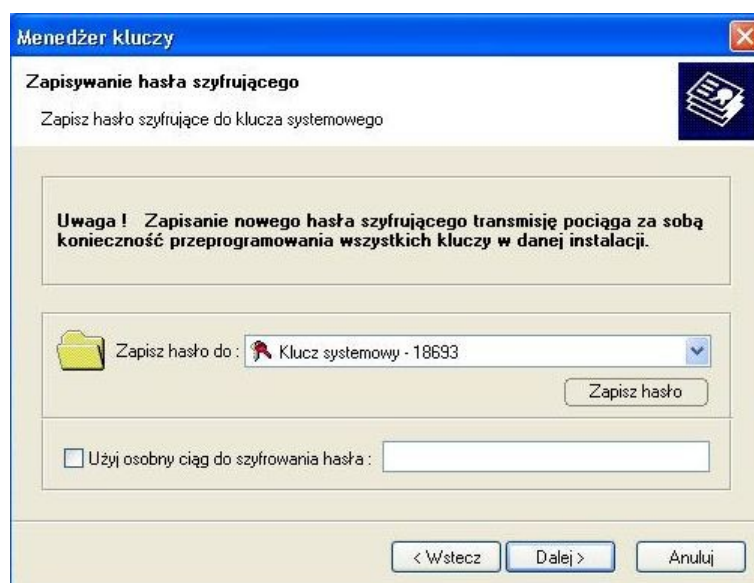 Menedżer kluczy
Zapisywanie hasła szyfrującego
Zapisz hasło szyfrujące do klucza systemowego
Uwaga ! Zapisanie nowego hasła szyfrującego transmisję pociąga za sobą
konieczność przeprogramowania wszystkich kluczy w danej instalacji.
Zapisz hasło do : Klucz systemowy - 18693
Zapisz hasło
Użyj osobny ciąg do szyfrowania hasła :
< Wstecz Dalej > Anuluj